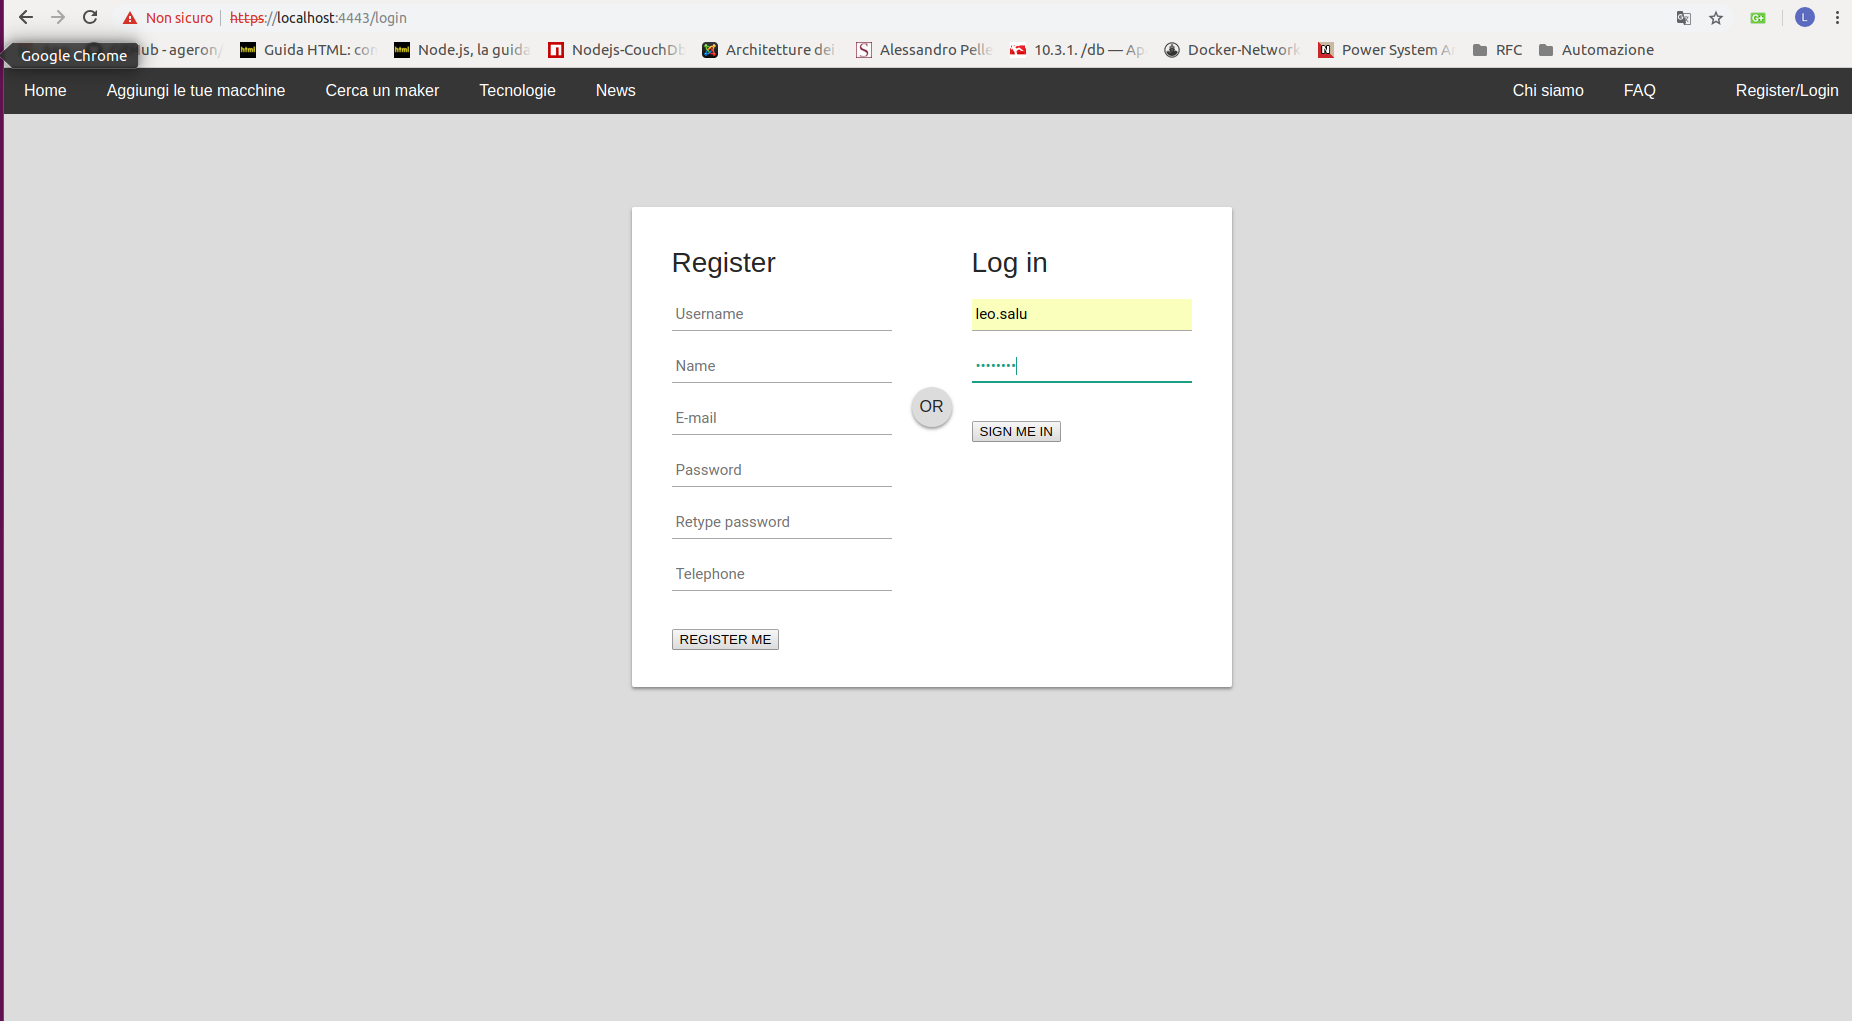 Non sicuro https://localhost:4443/login
Google Chrome
ub - ageron/ Guida HTML: con Node.js, la guida Nodejs-CouchDb Architetture dei Alessandro Pelle 10.3.1. /db — Ap Docker-Network Power System A RFC Automazione
Home Aggiungi le tue macchine Cerca un maker Tecnologie News Chi siamo FAQ Register/Login
Register
Username
Name
E-mail
Password
Retype password
Telephone
REGISTER ME
OR
Log in
leo.salu
••••••••
SIGN ME IN
L
G+